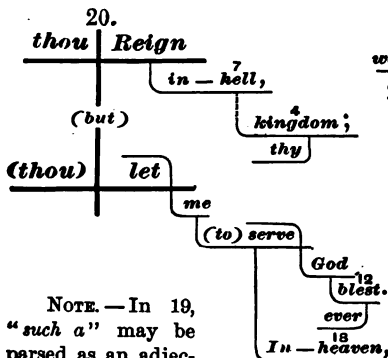 20.
thou Reign
7
in — hell,
4
kingdom;
thy
(but)
(thou) let
me
(to) serve
God
12
blest.
ever
18
In — heaven,
NOTE. — In 19,
"such a" may be
parsed as an adjec-